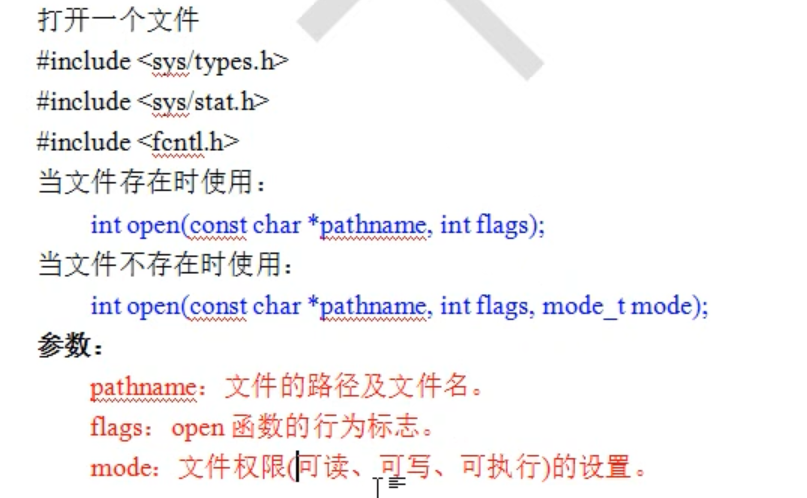 打开一个文件
#include <sys/types.h>
#include <sys/stat.h>
#include <fcntl.h>
当文件存在时使用：
int open(const char *pathname, int flags);
当文件不存在时使用：
int open(const char *pathname, int flags, mode_t mode);
参数：
pathname：文件的路径及文件名。
flags：open 函数的行为标志。
mode：文件权限(可读、可写、可执行)的设置。